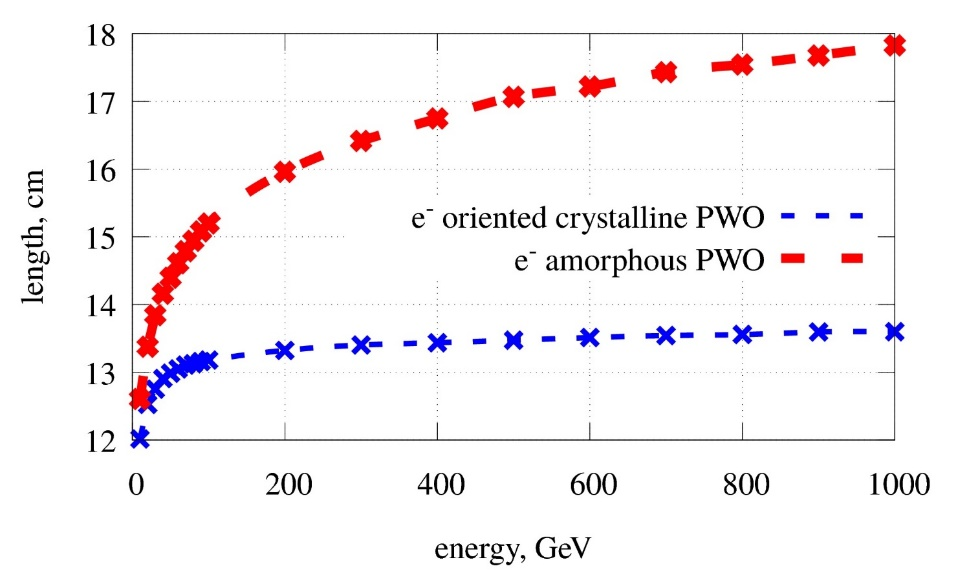 18
17
16
15
14
13
12
length, cm
e- oriented crystalline PWO
e- amorphous PWO
0 200 400 600 800 1000
energy, GeV